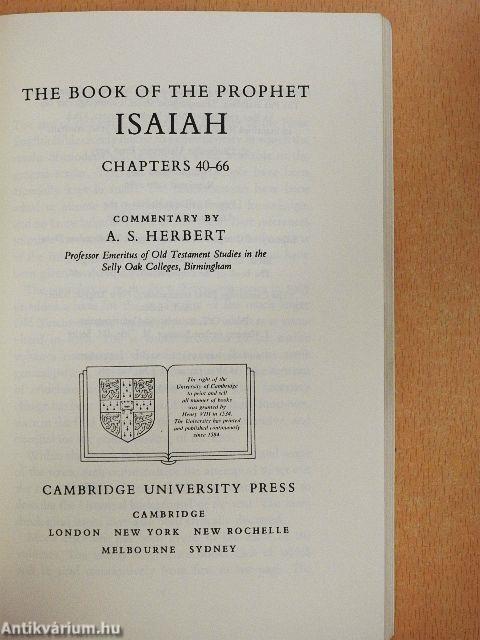 THE BOOK OF THE PROPHET
ISAIAH
CHAPTERS 40–66
COMMENTARY BY
A. S. HERBERT
Professor Emeritus of Old Testament Studies in the
Selly Oak Colleges, Birmingham
The right of the
University of Cambridge
to print and sell
all manner of books
was granted by
Henry VIII in 1534.
The University has printed
and published continuously
since 1584.
CAMBRIDGE UNIVERSITY PRESS
CAMBRIDGE
LONDON NEW YORK NEW ROCHELLE
MELBOURNE SYDNEY
Antikvárium.hu